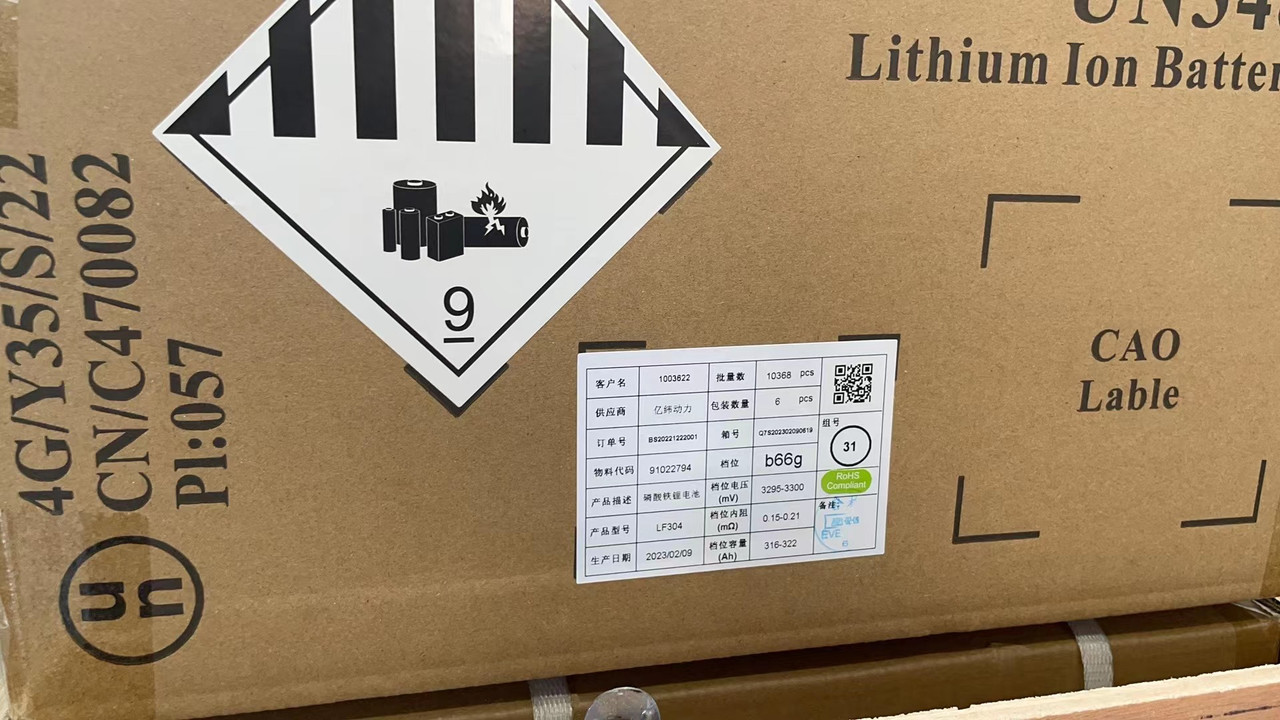 Lithium Ion
4G/Y35/S/22
CN/C470082
PI:057
un
9
CAO
Lable
客户名 1003622 批量数 10368 pcs
供应商 亿纬动力 包装数量 6 pcs
组号
订单号 BS20221222001 箱号 Q7S202302090619
31
物料代码 91022794 档位 b66g
RoHS
Compliant
产品描述 磷酸铁锂电池 档位电压(mV) 3295-3300
备注:
产品型号 LF304 档位内阻(mΩ) 0.15-0.21
EVE
生产日期 2023/02/09 档位容量(Ah) 316-322
6